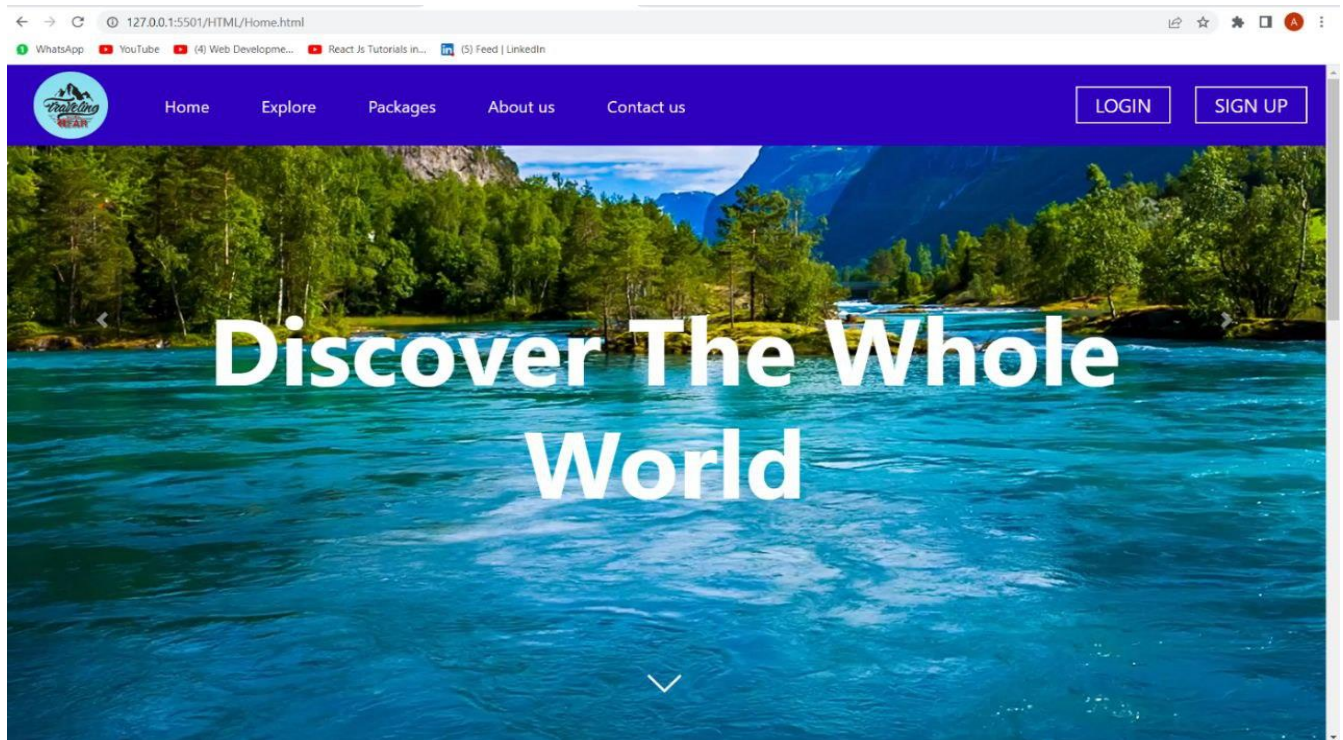 127.0.0.1:5501/HTML/Home.html
A
WhatsApp YouTube (4) Web Developme... React Js Tutorials in... (5) Feed | LinkedIn
traveling
Home Explore Packages About us Contact us LOGIN SIGN UP
Discover The Whole
World